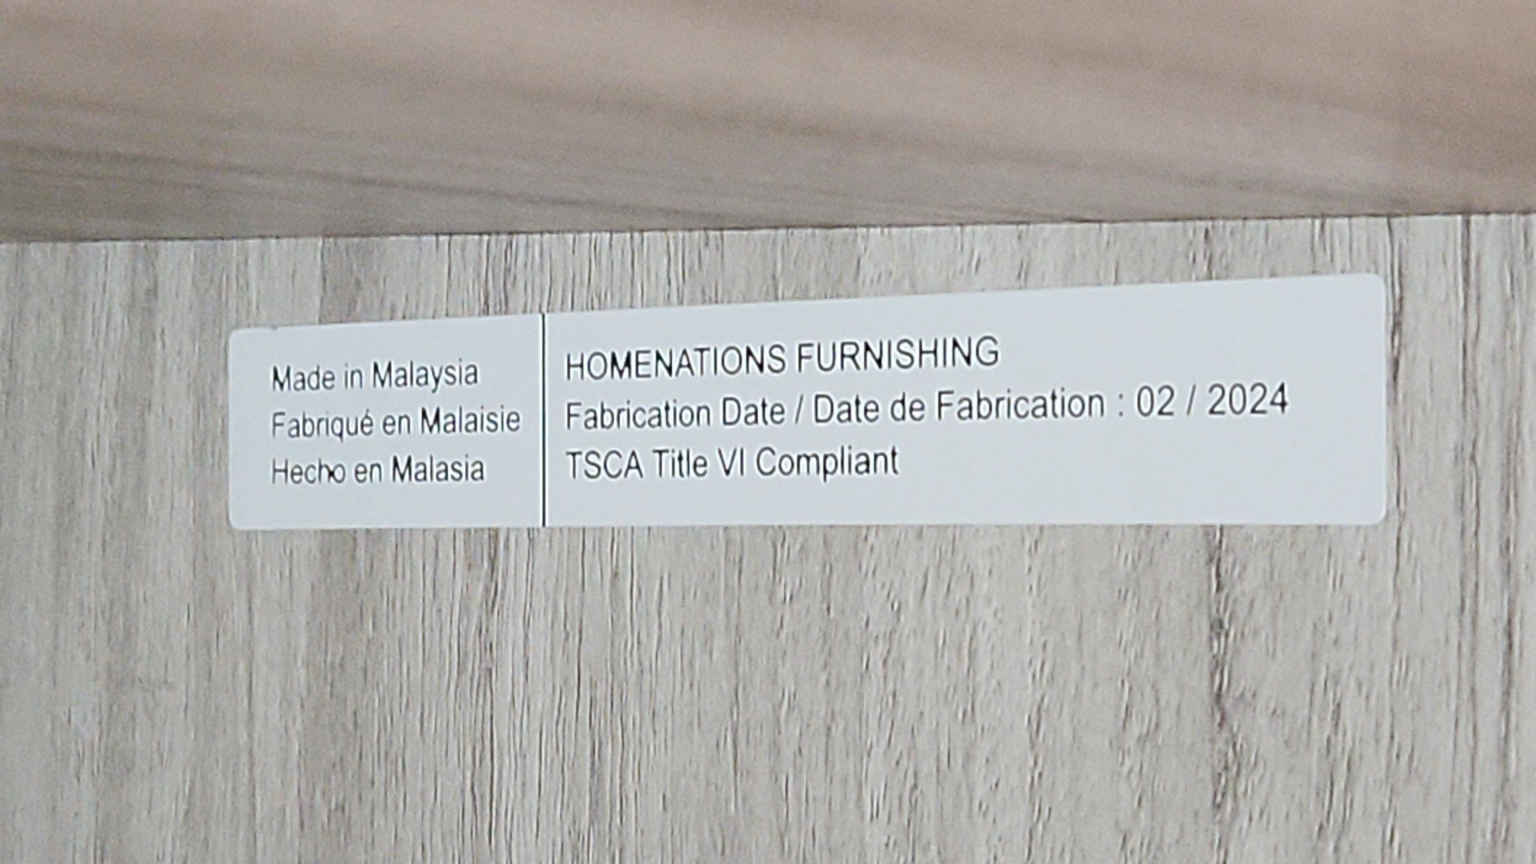 Made in Malaysia
Fabriqué en Malaisie
Hecho en Malasia
HOMENATIONS FURNISHING
Fabrication Date / Date de Fabrication : 02 / 2024
TSCA Title VI Compliant